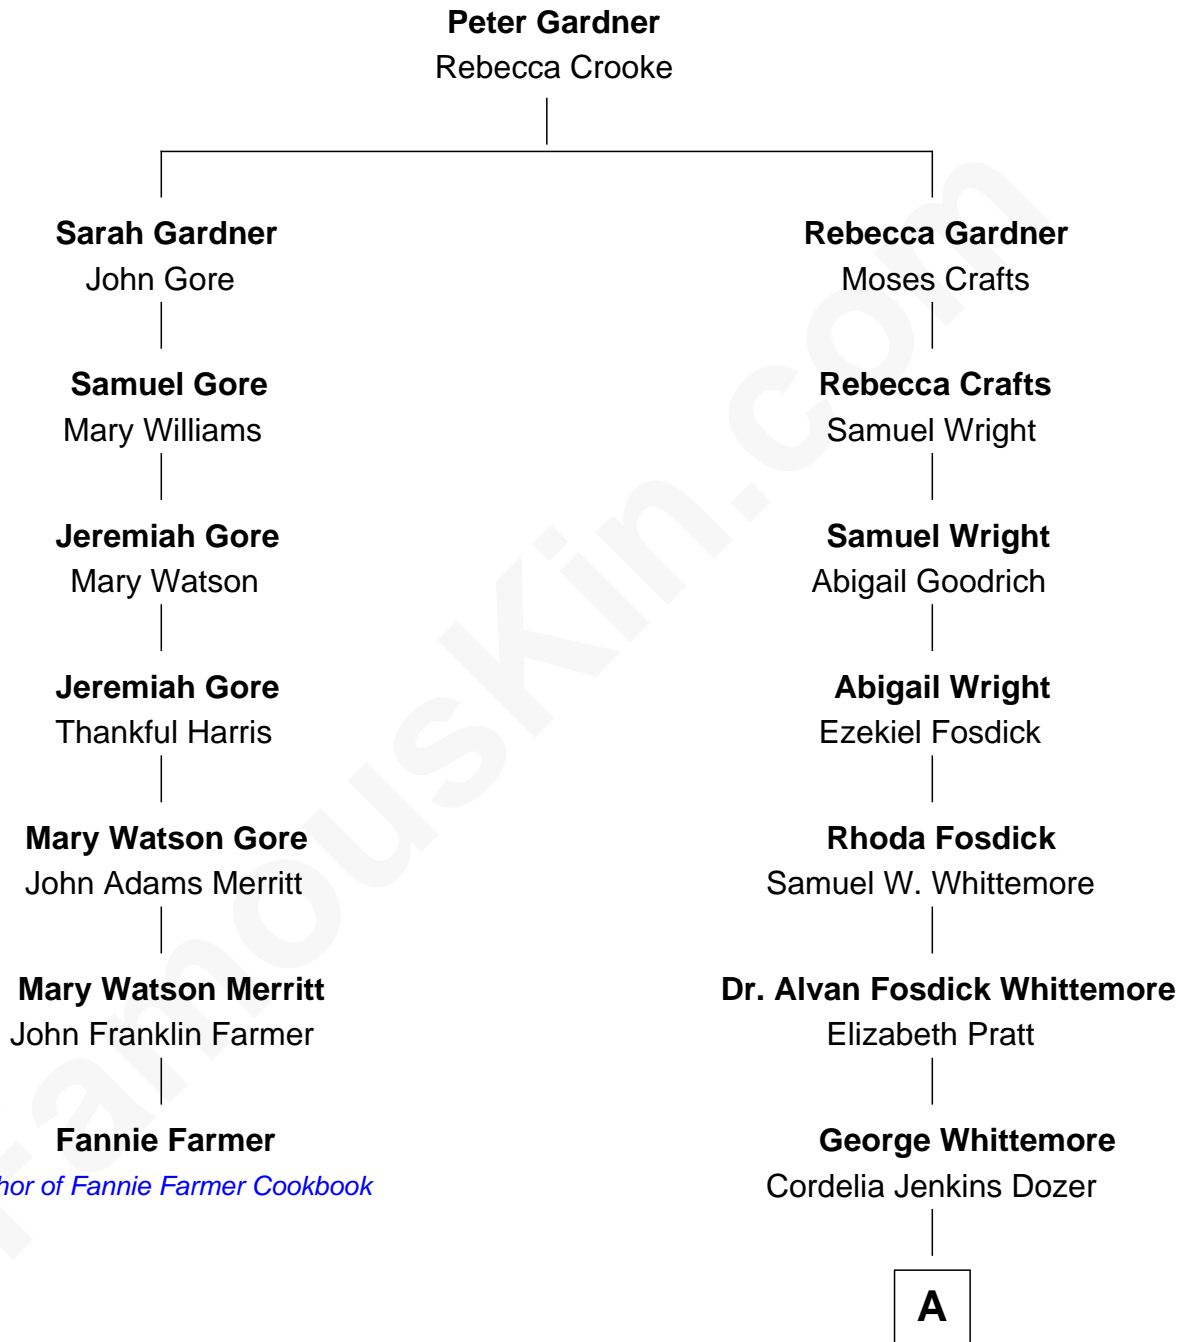 Peter Gardner
Rebecca Crooke
Sarah Gardner
John Gore
Rebecca Gardner
Moses Crafts
Samuel Gore
Mary Williams
Rebecca Crafts
Samuel Wright
Jeremiah Gore
Mary Watson
Samuel Wright
Abigail Goodrich
Jeremiah Gore
Thankful Harris
Abigail Wright
Ezekiel Fosdick
Mary Watson Gore
John Adams Merritt
Rhoda Fosdick
Samuel W. Whittemore
Mary Watson Merritt
John Franklin Farmer
Dr. Alvan Fosdick Whittemore
Elizabeth Pratt
Fannie Farmer
hor of Fannie Farmer Cookbook
George Whittemore
Cordelia Jenkins Dozer
A
FamousKin.com